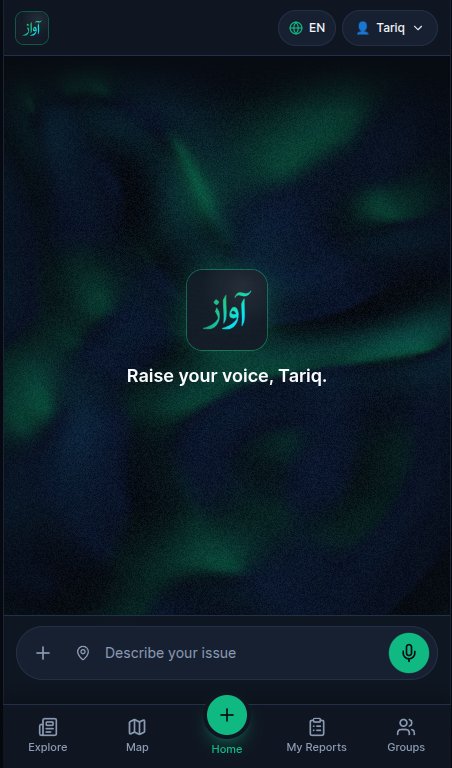 آواز
EN
Tariq
آواز
Raise your voice, Tariq.
Describe your issue
Explore
Map
Home
My Reports
Groups